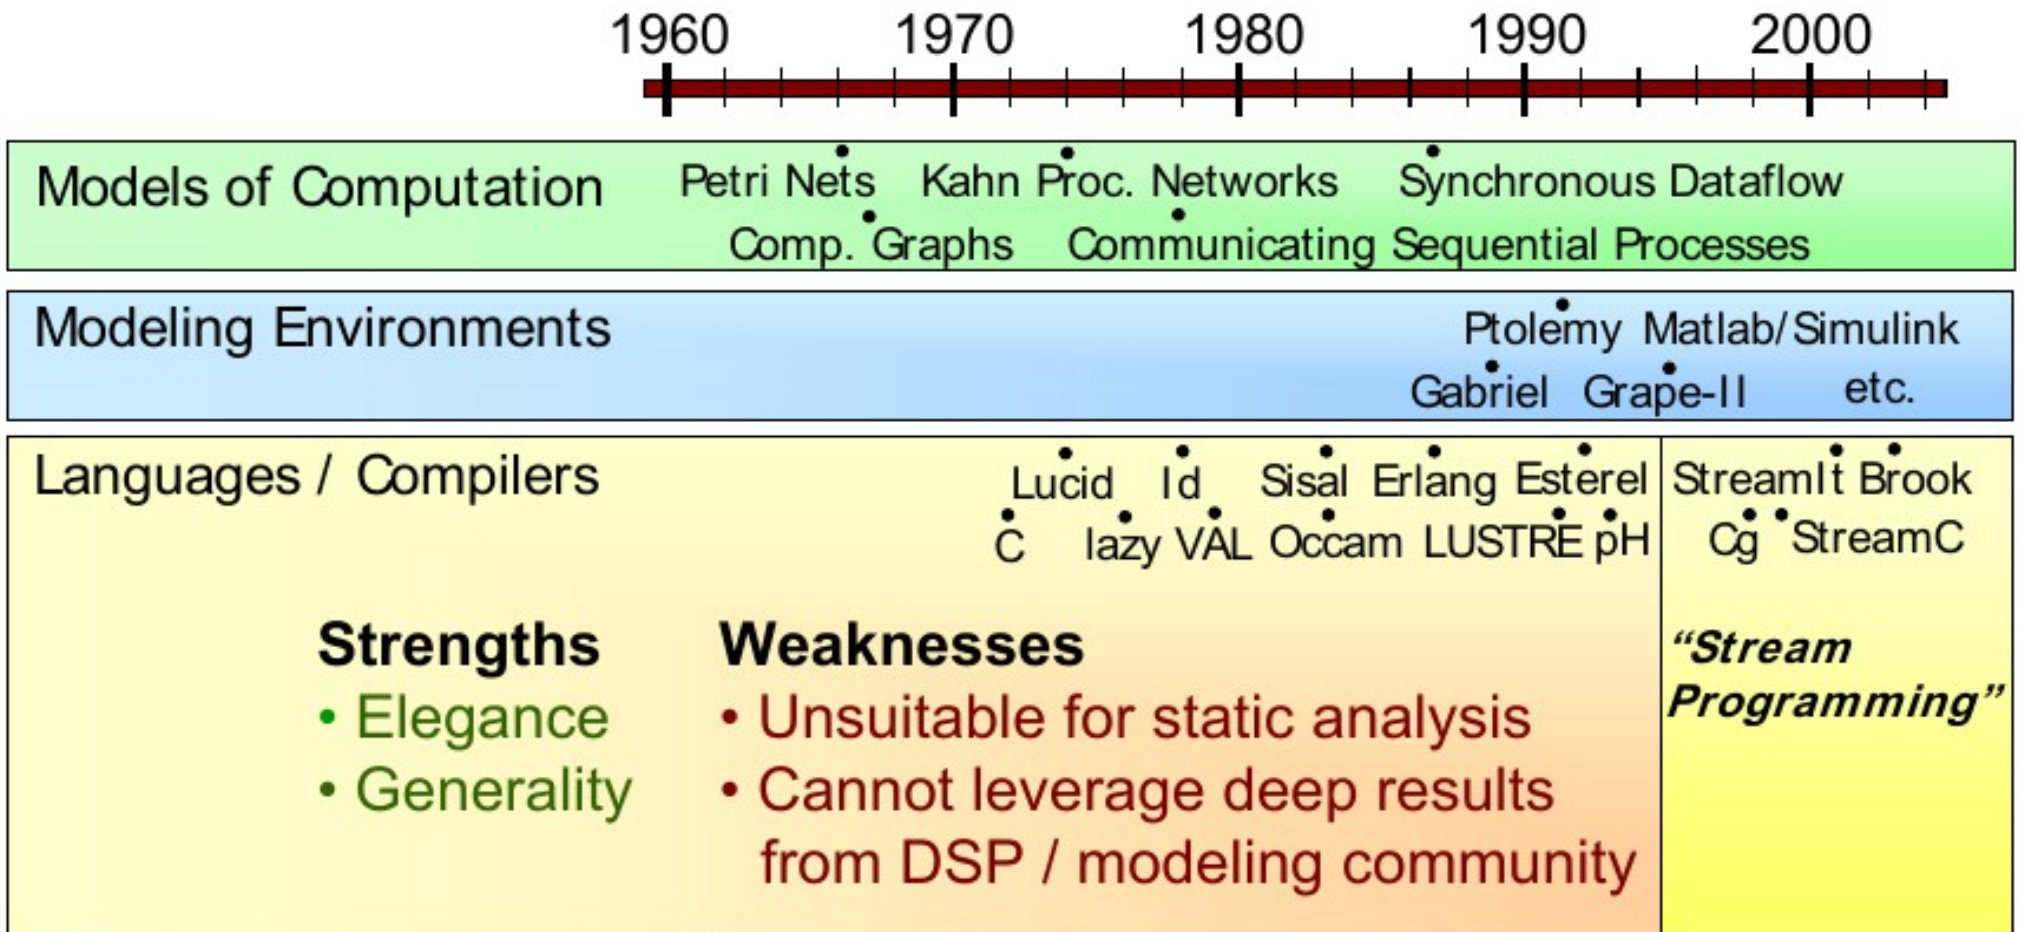 1960 1970 1980 1990 2000
Models of Computation
Petri Nets Kahn Proc. Networks Synchronous Dataflow
Comp. Graphs Communicating Sequential Processes
Modeling Environments
Ptolemy Matlab/Simulink
Gabriel Grape-II etc.
Languages / Compilers
Lucid Id Sisal Erlang Esterel StreamIt Brook
C lazy VAL Occam LUSTRE pH Cg StreamC
Strengths
• Elegance
• Generality
Weaknesses
• Unsuitable for static analysis
• Cannot leverage deep results
from DSP / modeling community
“Stream
Programming”